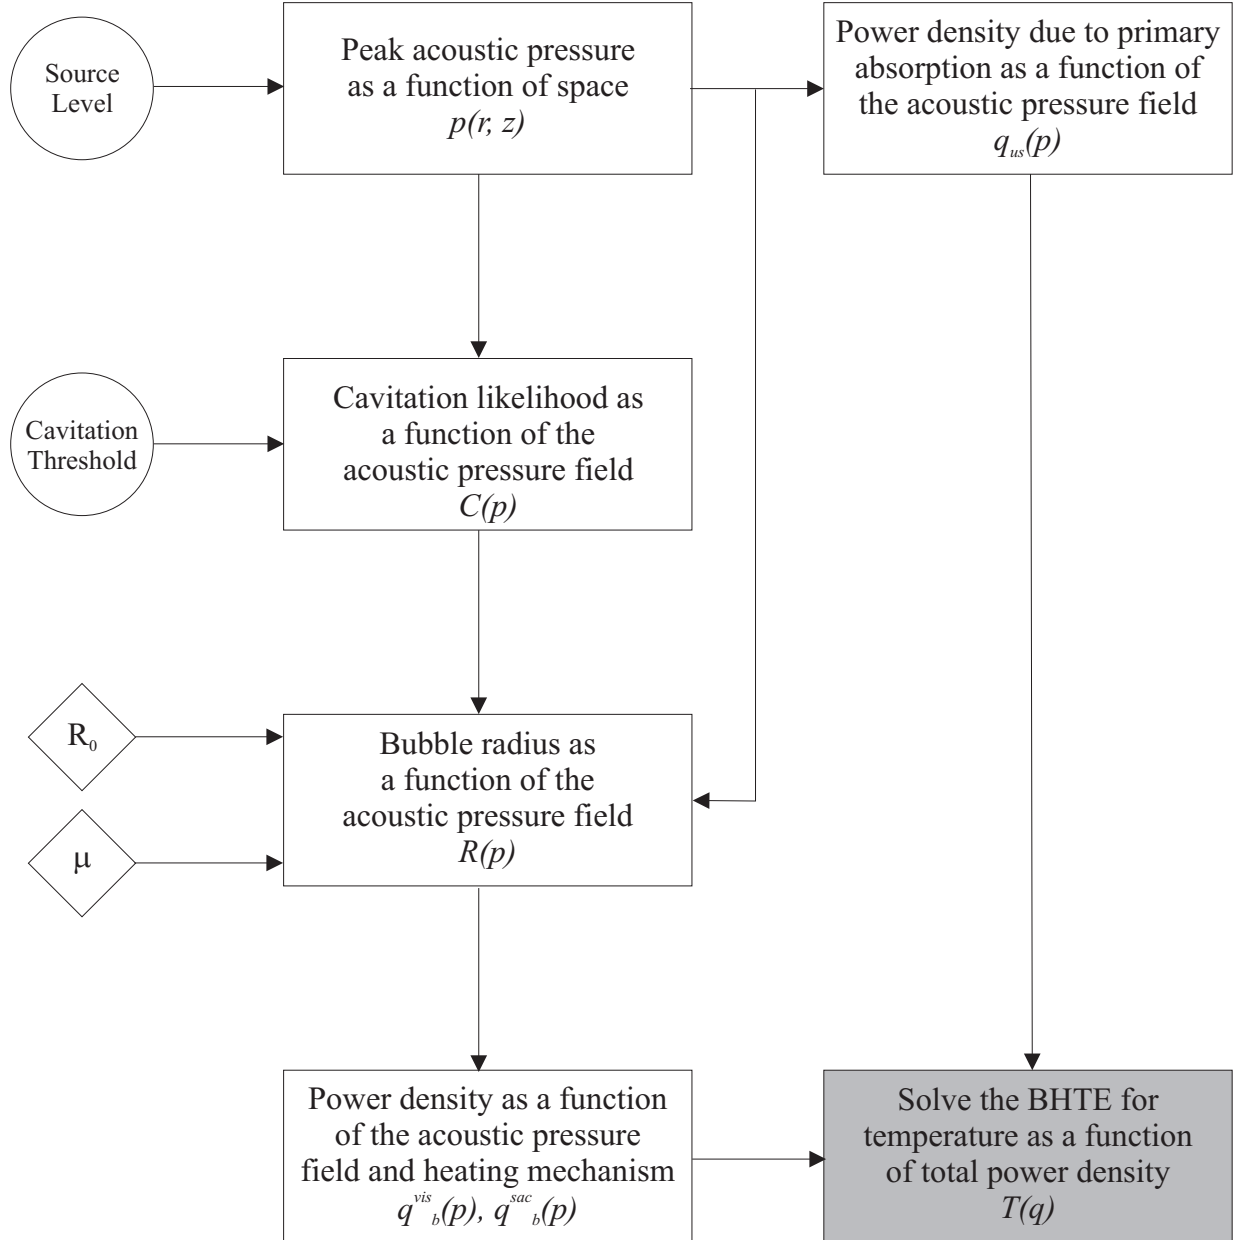 Source
Level
Peak acoustic pressure
as a function of space
p(r, z)
Power density due to primary
absorption as a function of
the acoustic pressure field
q_us(p)
Cavitation
Threshold
Cavitation likelihood as
a function of the
acoustic pressure field
C(p)
R₀
μ
Bubble radius as
a function of the
acoustic pressure field
R(p)
Power density as a function
of the acoustic pressure
field and heating mechanism
q^vis_b(p), q^sac_b(p)
Solve the BHTE for
temperature as a function
of total power density
T(q)